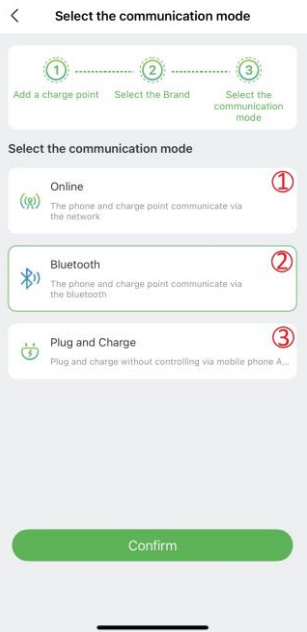 Select the communication mode
1 2 3
Add a charge point Select the Brand Select the
communication
mode
Select the communication mode
Online ①
The phone and charge point communicate via
the network
Bluetooth ②
The phone and charge point communicate via
the bluetooth
Plug and Charge ③
Plug and charge without controlling via mobile phone A...
Confirm